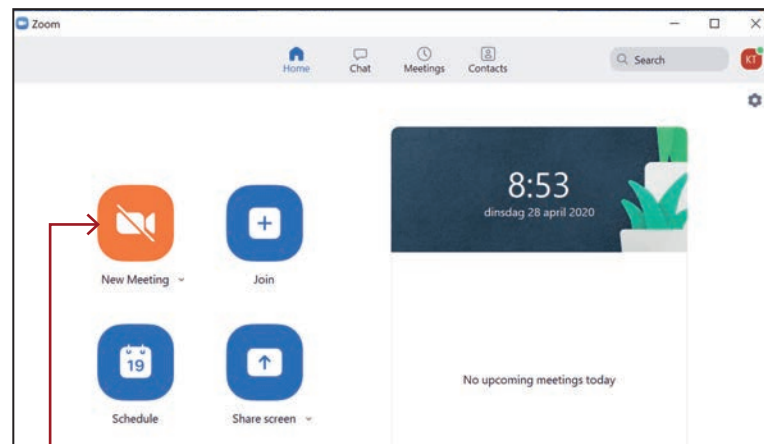 Zoom
Home
Chat
Meetings
Contacts
Search
KT
8:53
dinsdag 28 april 2020
New Meeting
Join
19
Schedule
Share screen
No upcoming meetings today